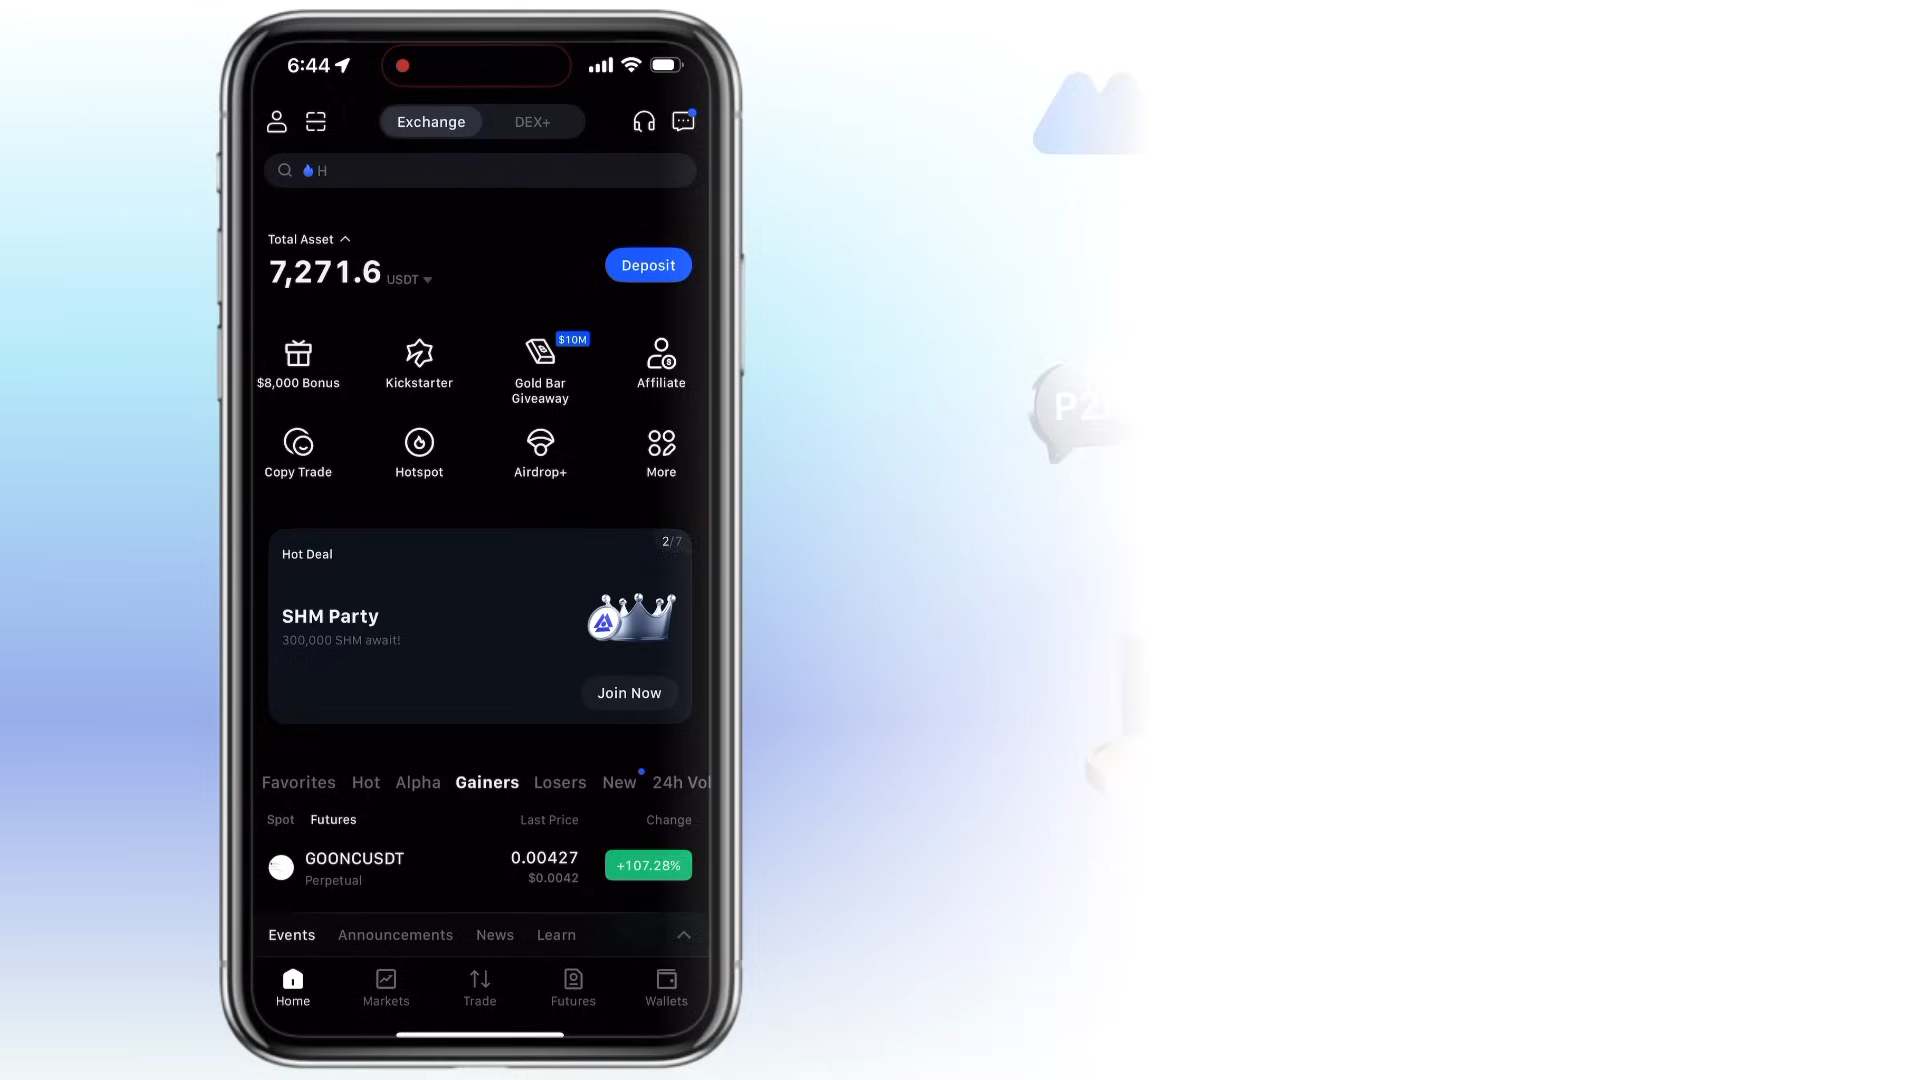 6:44
Exchange DEX+
H
Total Asset
7,271.6 USDT
Deposit
$10M
$8,000 Bonus Kickstarter Gold Bar Giveaway Affiliate
Copy Trade Hotspot Airdrop+ More
2/7
Hot Deal
SHM Party
300,000 SHM await!
Join Now
Favorites Hot Alpha Gainers Losers New 24h Vol
Spot Futures Last Price Change
GOONCUSDT 0.00427 +107.28%
Perpetual $0.0042
Events Announcements News Learn
Home Markets Trade Futures Wallets